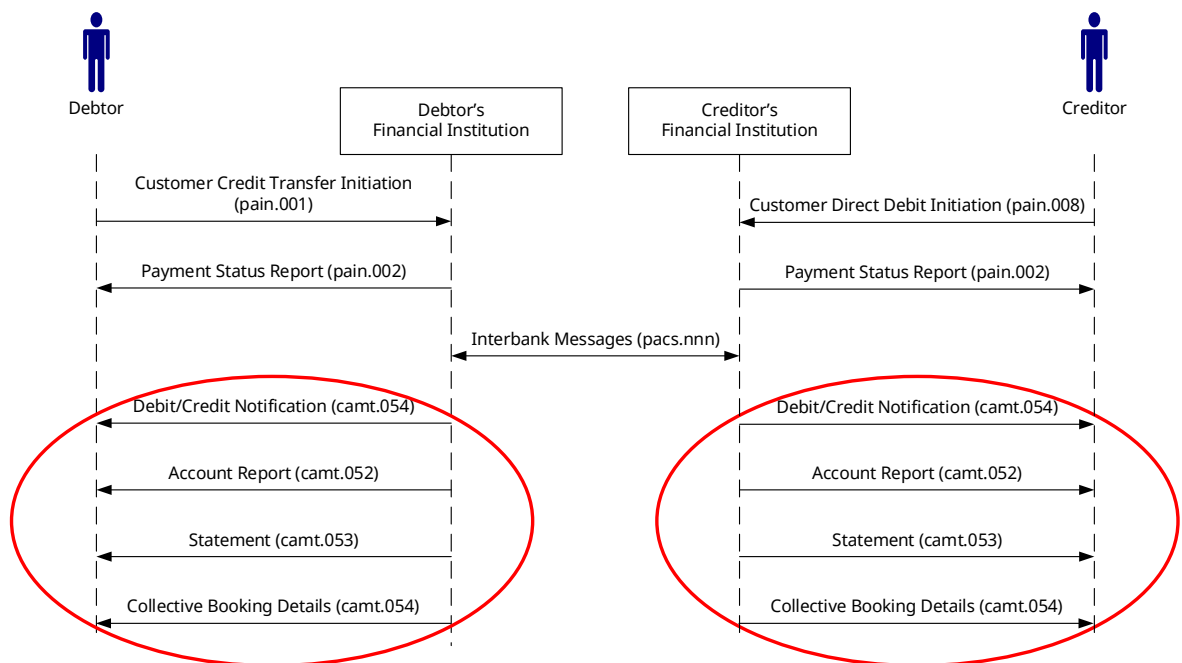 Debtor
Debtor’s
Financial Institution
Creditor’s
Financial Institution
Creditor
Customer Credit Transfer Initiation
(pain.001)
Customer Direct Debit Initiation (pain.008)
Payment Status Report (pain.002)
Payment Status Report (pain.002)
Interbank Messages (pacs.nnn)
Debit/Credit Notification (camt.054)
Debit/Credit Notification (camt.054)
Account Report (camt.052)
Account Report (camt.052)
Statement (camt.053)
Statement (camt.053)
Collective Booking Details (camt.054)
Collective Booking Details (camt.054)